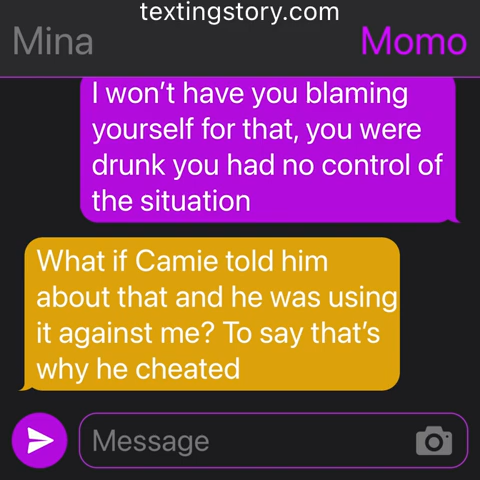 textingstory.com
Mina
Momo
I won’t have you blaming
yourself for that, you were
drunk you had no control of
the situation
What if Camie told him
about that and he was using
it against me? To say that’s
why he cheated
Message